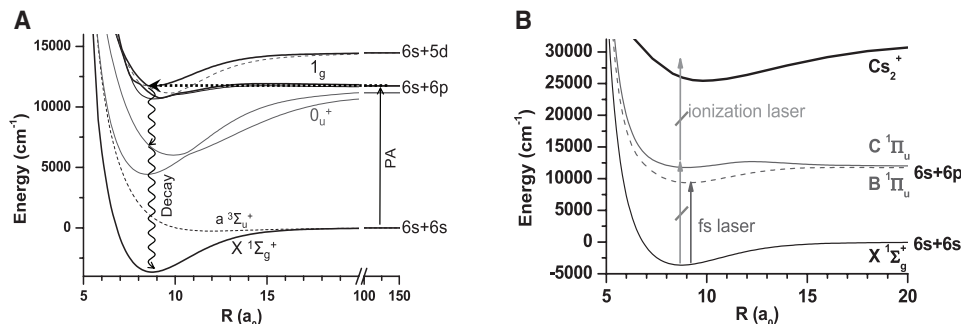 A
15000
10000
5000
0
Energy (cm⁻¹)
5
10
15
100
150
R (a₀)
6s+5d
1g
6s+6p
0u⁺
PA
Decay
a ³Σu⁺
X ¹Σg⁺
6s+6s
B
30000
25000
20000
15000
10000
5000
0
-5000
Energy (cm⁻¹)
5
10
15
20
R (a₀)
Cs₂⁺
ionization laser
C ¹Πu
6s+6p
B ¹Πu
fs laser
X ¹Σg⁺
6s+6s